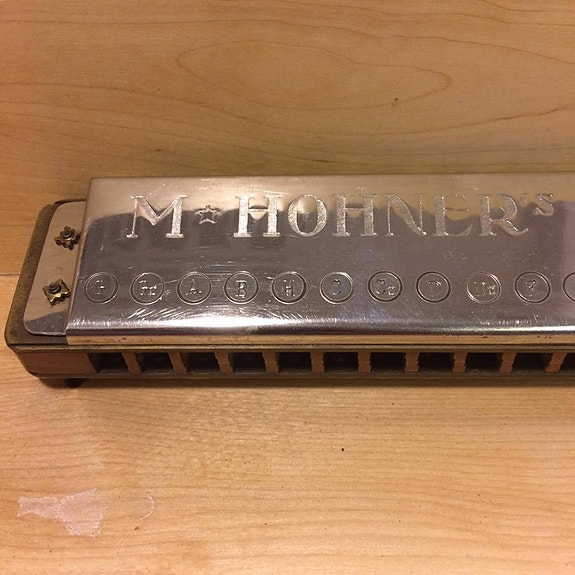 M ☆ HOHNER's
G G# A B H C C# D D# F